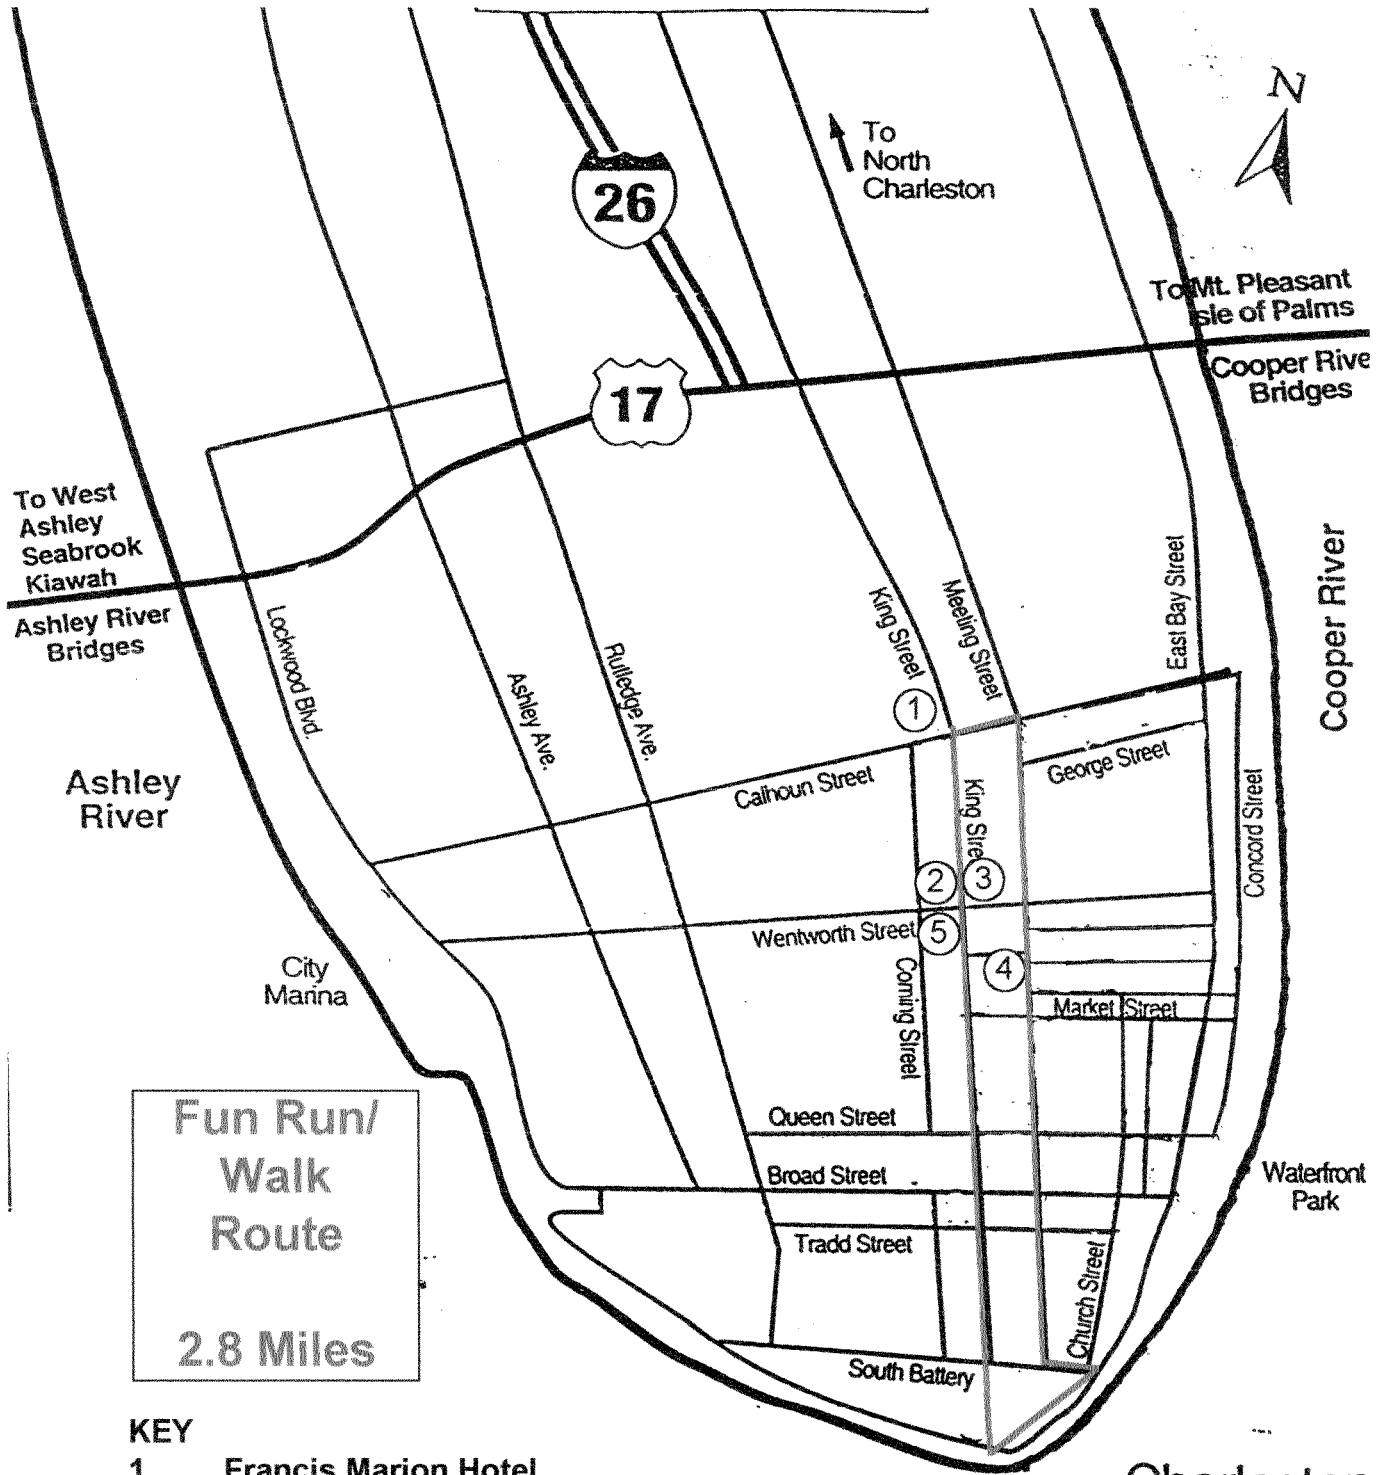 N
To
North
Charleston
26
To Mt. Pleasant
Isle of Palms
Cooper Rive
Bridges
17
To West
Ashley
Seabrook
Kiawah
Ashley River
Bridges
Lockwood Blvd.
Ashley Ave.
Rutledge Ave.
King Street
Meeting Street
East Bay Street
Cooper River
1
Ashley
River
Calhoun Street
George Street
King Stree
Concord Street
2
3
Wentworth Street
5
4
City
Marina
Coming Street
Market Street
Queen Street
Broad Street
Waterfront
Park
Tradd Street
Church Street
South Battery
Fun Run/
Walk
Route
2.8 Miles
KEY
1 Francis Marion Hotel